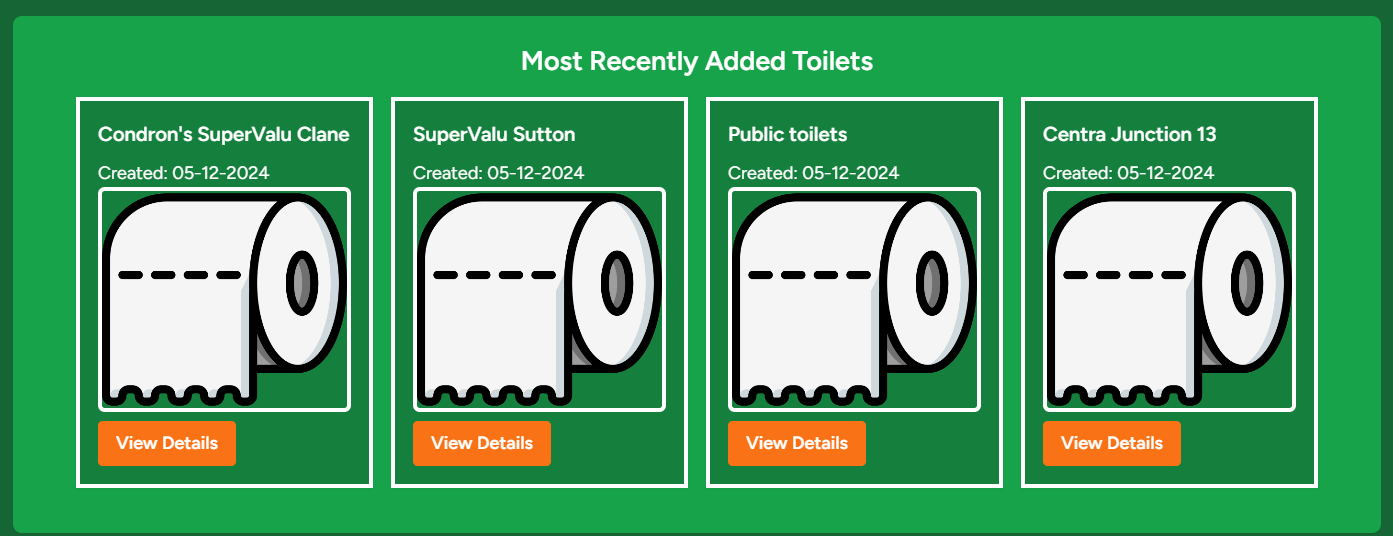 Most Recently Added Toilets
Condron's SuperValu Clane
Created: 05-12-2024
View Details
SuperValu Sutton
Created: 05-12-2024
View Details
Public toilets
Created: 05-12-2024
View Details
Centra Junction 13
Created: 05-12-2024
View Details